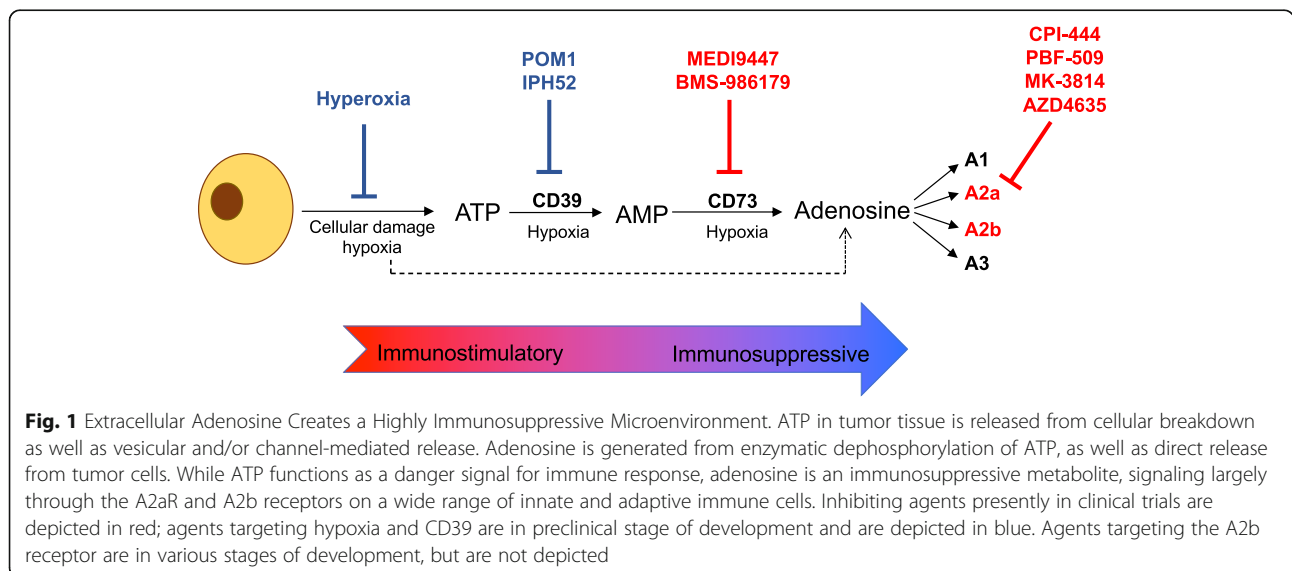 CPI-444
PBF-509
MK-3814
AZD4635
POM1
IPH52
MEDI9447
BMS-986179
Hyperoxia
A1
A2a
A2b
A3
ATP
CD39
Hypoxia
AMP
CD73
Hypoxia
Adenosine
Cellular damage
hypoxia
Immunostimulatory
Immunosuppressive
Fig. 1 Extracellular Adenosine Creates a Highly Immunosuppressive Microenvironment. ATP in tumor tissue is released from cellular breakdown
as well as vesicular and/or channel-mediated release. Adenosine is generated from enzymatic dephosphorylation of ATP, as well as direct release
from tumor cells. While ATP functions as a danger signal for immune response, adenosine is an immunosuppressive metabolite, signaling largely
through the A2aR and A2b receptors on a wide range of innate and adaptive immune cells. Inhibiting agents presently in clinical trials are
depicted in red; agents targeting hypoxia and CD39 are in preclinical stage of development and are depicted in blue. Agents targeting the A2b
receptor are in various stages of development, but are not depicted